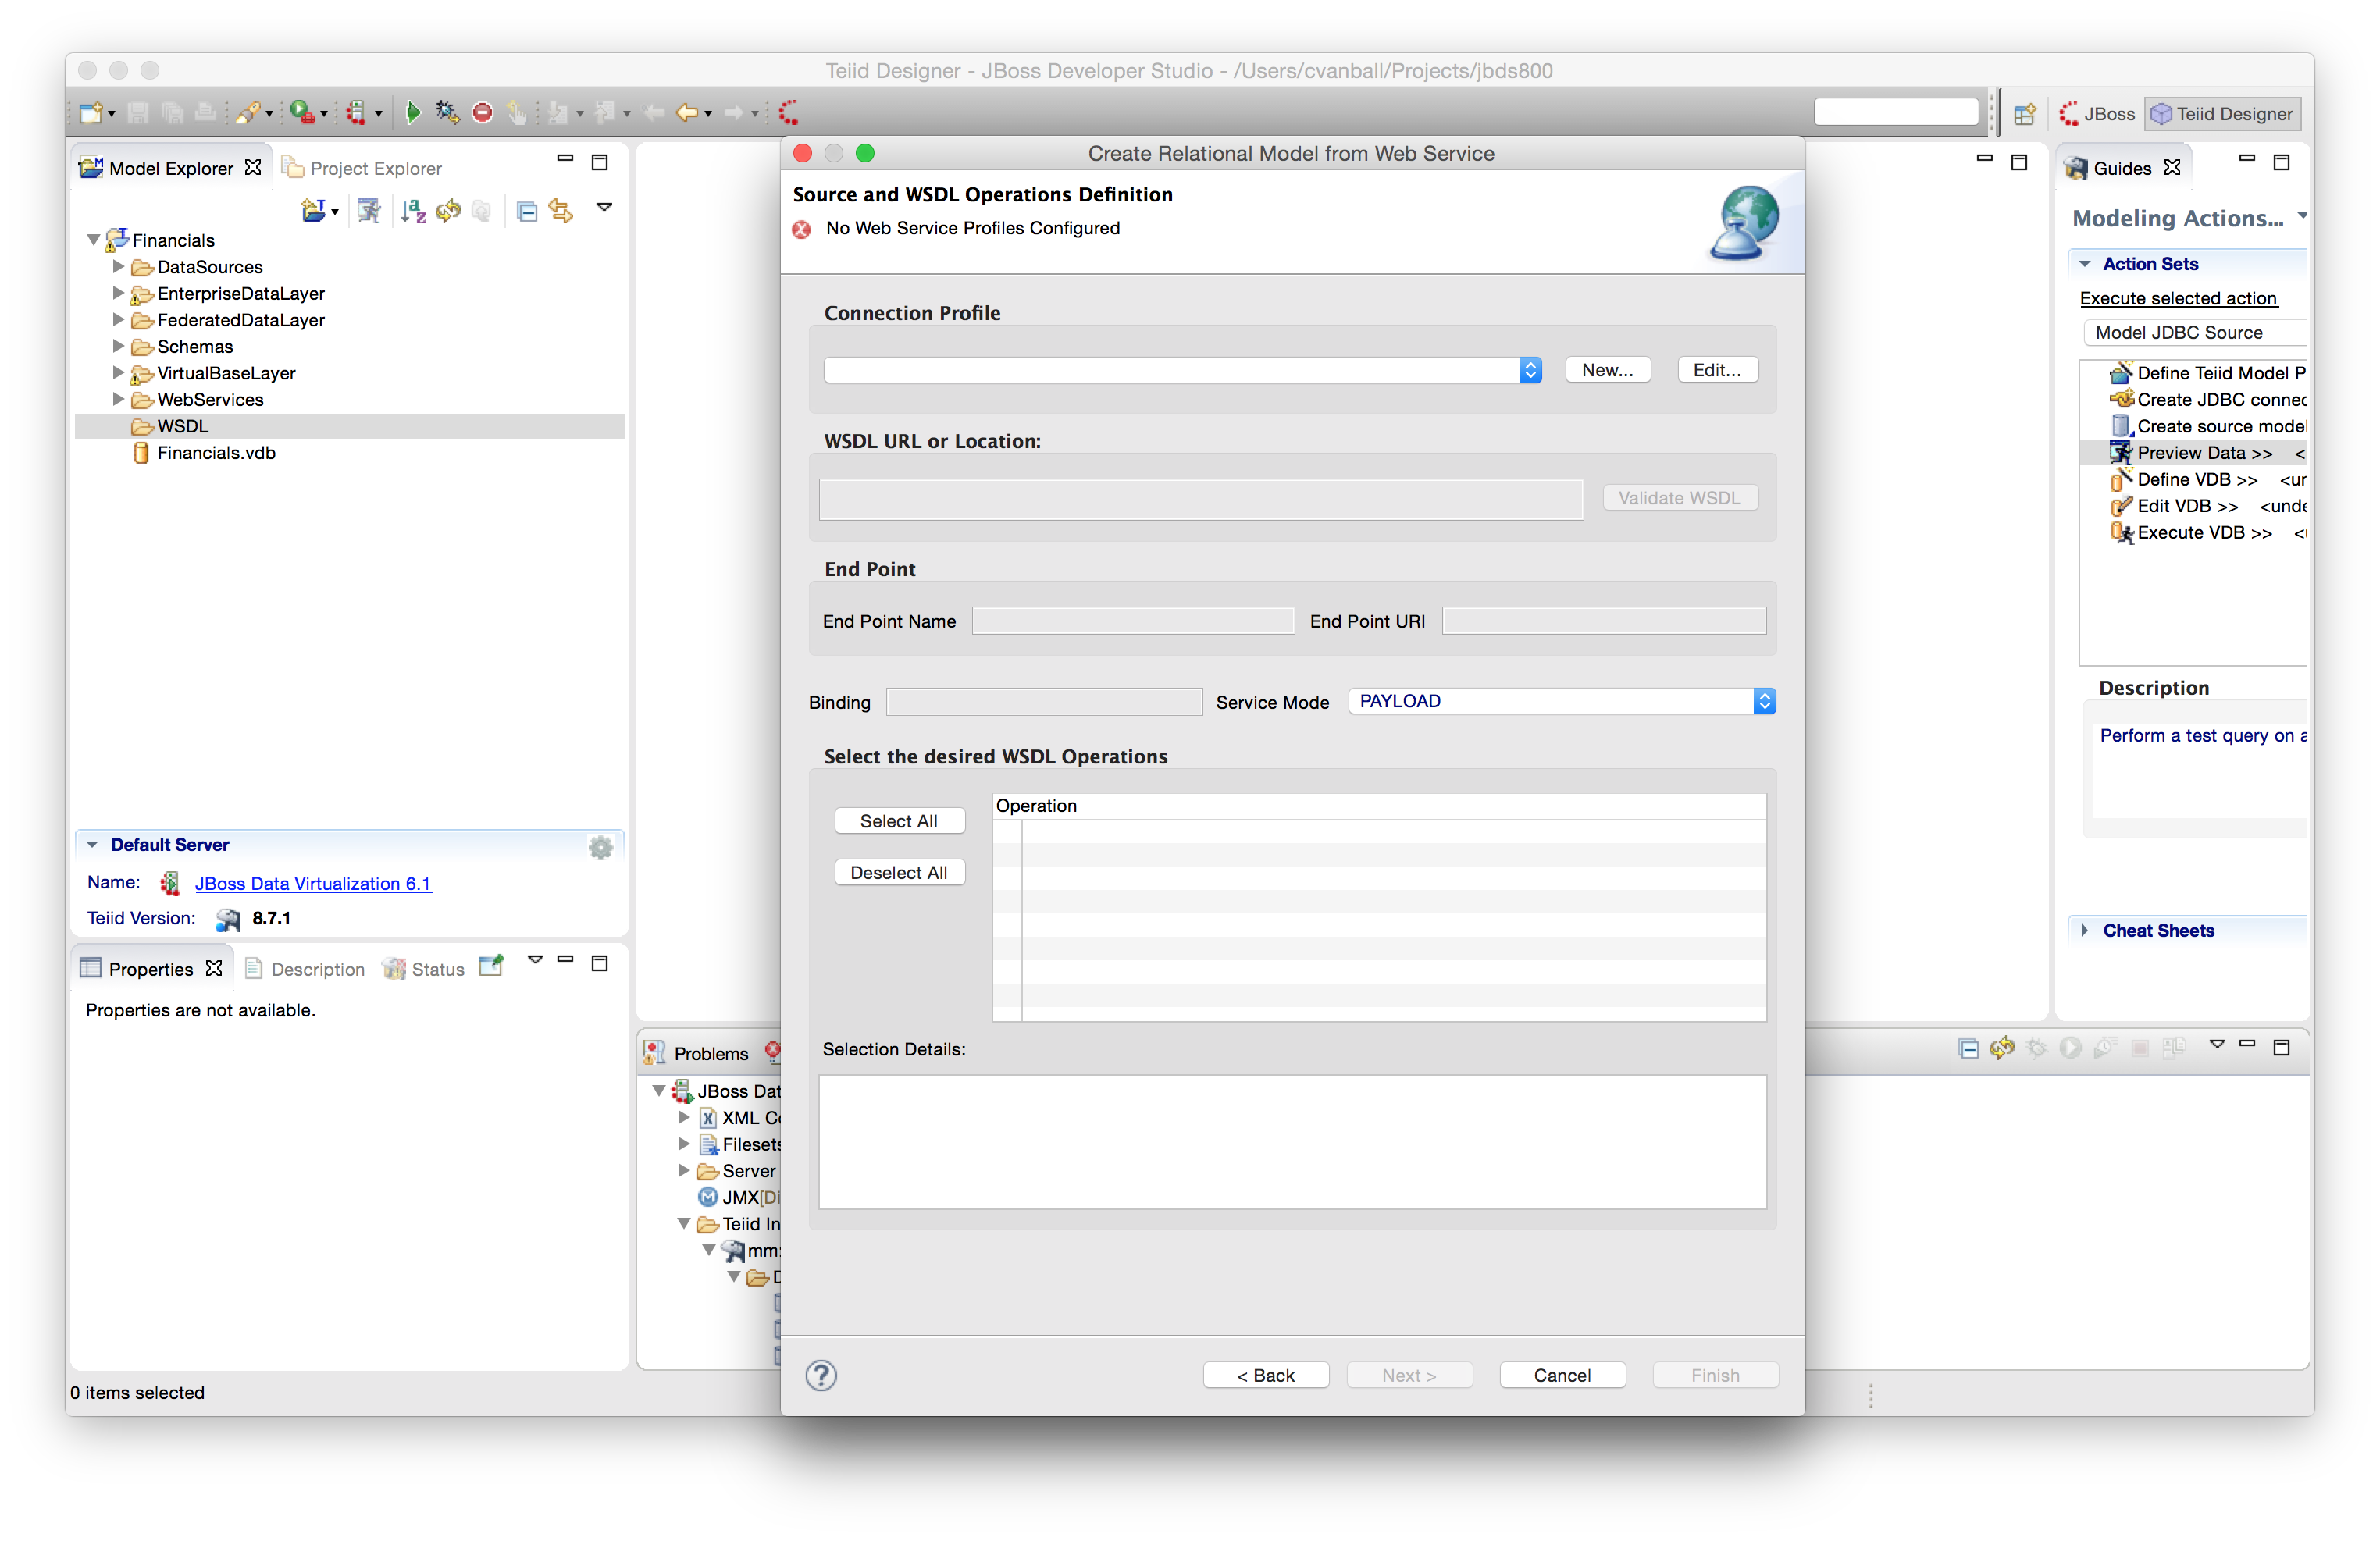 Teiid Designer - JBoss Developer Studio - /Users/cvanball/Projects/jbds800
JBoss
Teiid Designer
Model Explorer
Project Explorer
Financials
DataSources
EnterpriseDataLayer
FederatedDataLayer
Schemas
VirtualBaseLayer
WebServices
WSDL
Financials.vdb
Default Server
Name: JBoss Data Virtualization 6.1
Teiid Version: 8.7.1
Properties
Description
Status
Properties are not available.
0 items selected
Problems
JBoss Dat
XML Co
Filesets
Server
JMX[Di
Teiid In
mm:
D
Create Relational Model from Web Service
Source and WSDL Operations Definition
No Web Service Profiles Configured
Connection Profile
New...
Edit...
WSDL URL or Location:
Validate WSDL
End Point
End Point Name
End Point URI
Binding
Service Mode
PAYLOAD
Select the desired WSDL Operations
Select All
Deselect All
Operation
Selection Details:
< Back
Next >
Cancel
Finish
Guides
Modeling Actions...
Action Sets
Execute selected action
Model JDBC Source
Define Teiid Model P
Create JDBC connec
Create source model
Preview Data >> <
Define VDB >> <un
Edit VDB >> <unde
Execute VDB >> <u
Description
Perform a test query on a
Cheat Sheets